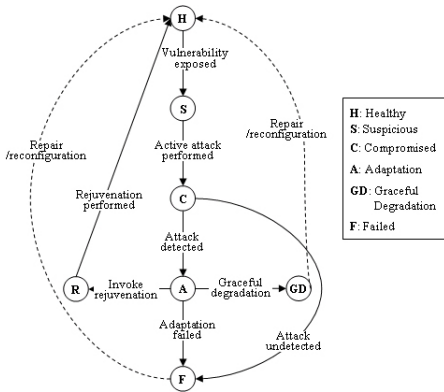 H
Vulnerability
exposed
S
Repair
/reconfiguration
Repair
/reconfiguration
Active attack
performed
Rejuvenation
performed
C
Attack
detected
R
Invoke
rejuvenation
A
Graceful
degradation
GD
Adaptation
failed
Attack
undetected
F
H: Healthy
S: Suspicious
C: Compromised
A: Adaptation
GD: Graceful
Degradation
F: Failed